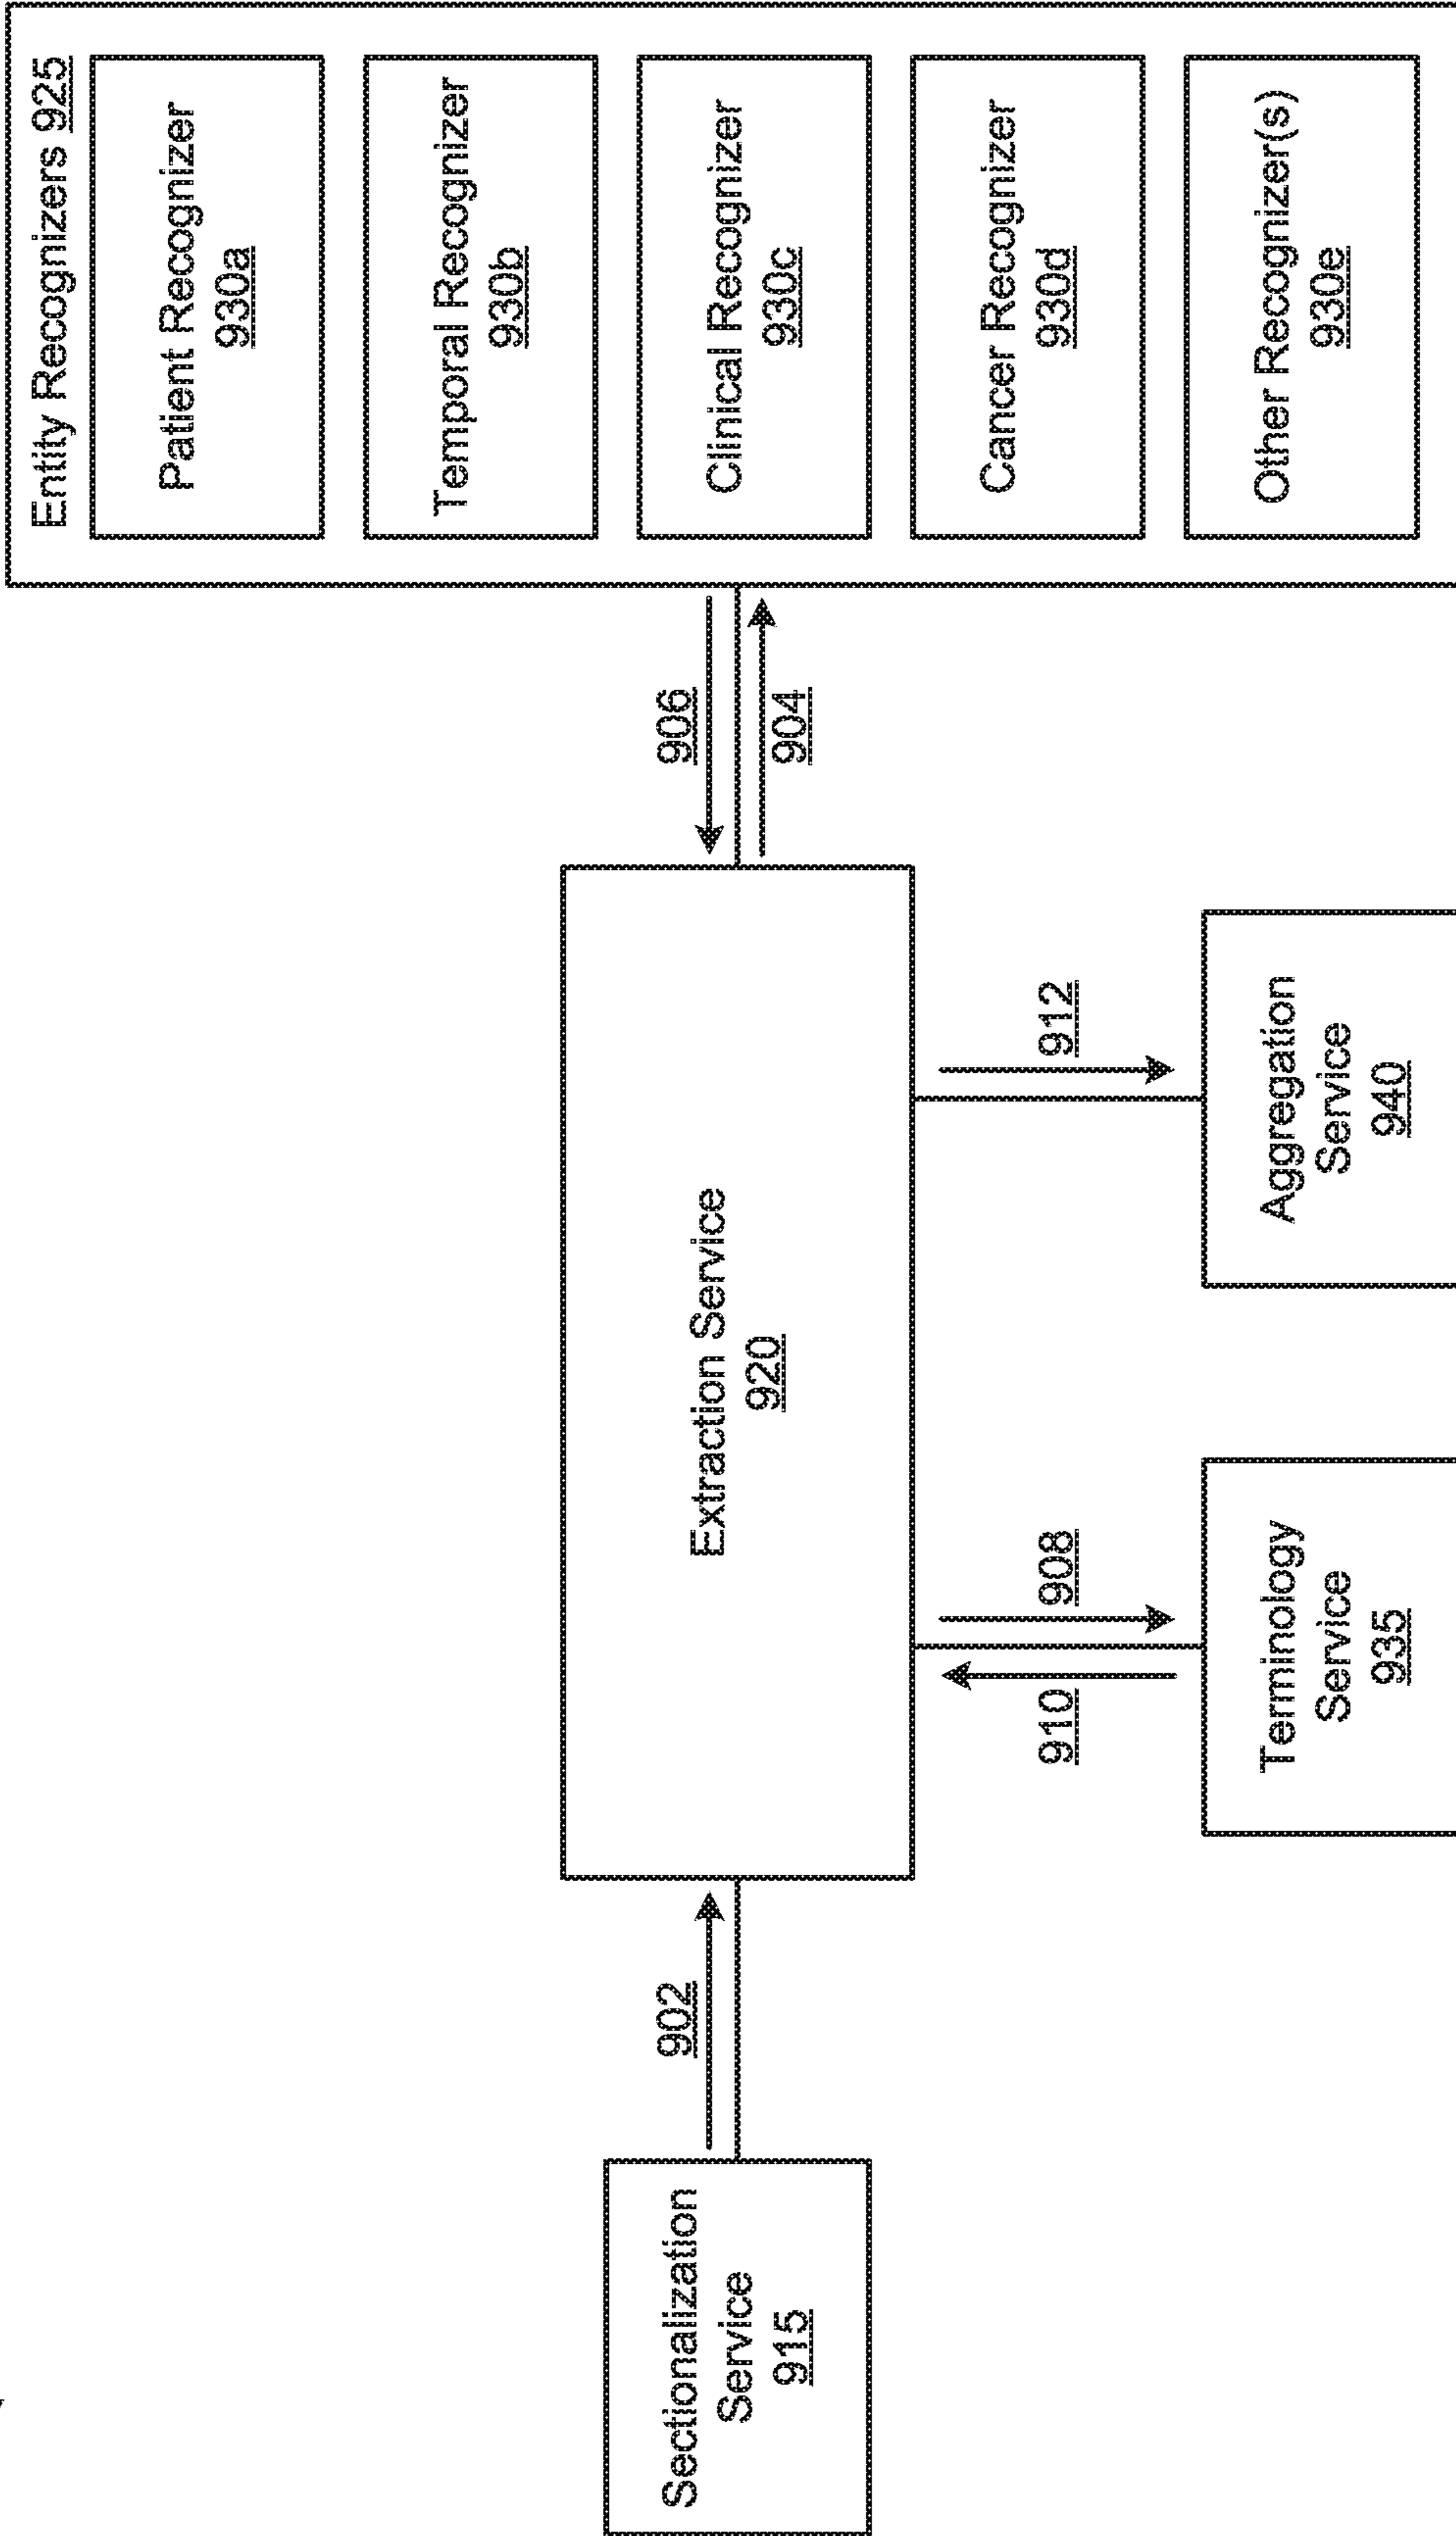 Entity Recognizers 925
Patient Recognizer
930a
Temporal Recognizer
930b
Clinical Recognizer
930c
Cancer Recognizer
930d
Other Recognizer(s)
930e
906
904
Extraction Service
920
902
Sectionalization
Service
915
910
908
912
Terminology
Service
935
Aggregation
Service
940